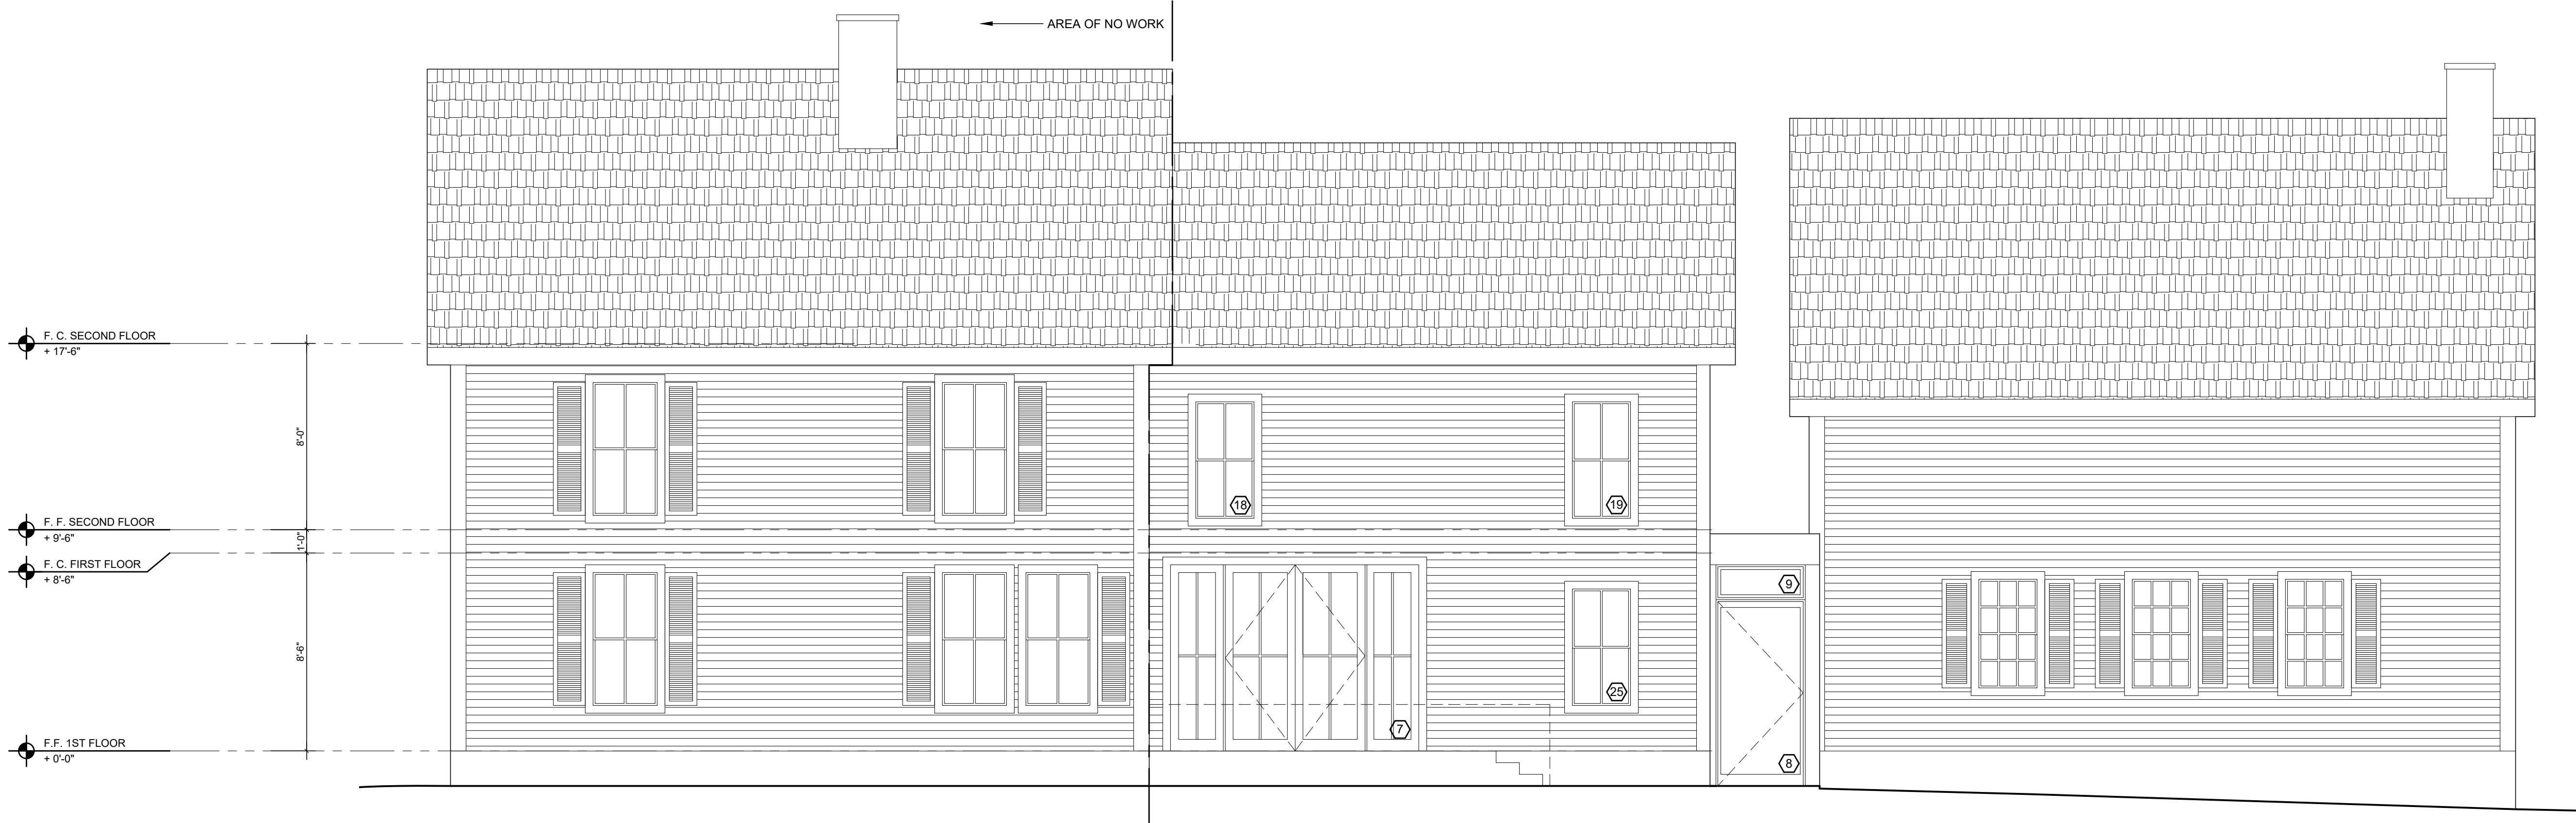 AREA OF NO WORK
F. C. SECOND FLOOR
+ 17'-6"
8'-0"
18
19
F. F. SECOND FLOOR
+ 9'-6"
1'-0"
F. C. FIRST FLOOR
+ 8'-6"
9
8'-6"
25
7
F.F. 1ST FLOOR
+ 0'-0"
8